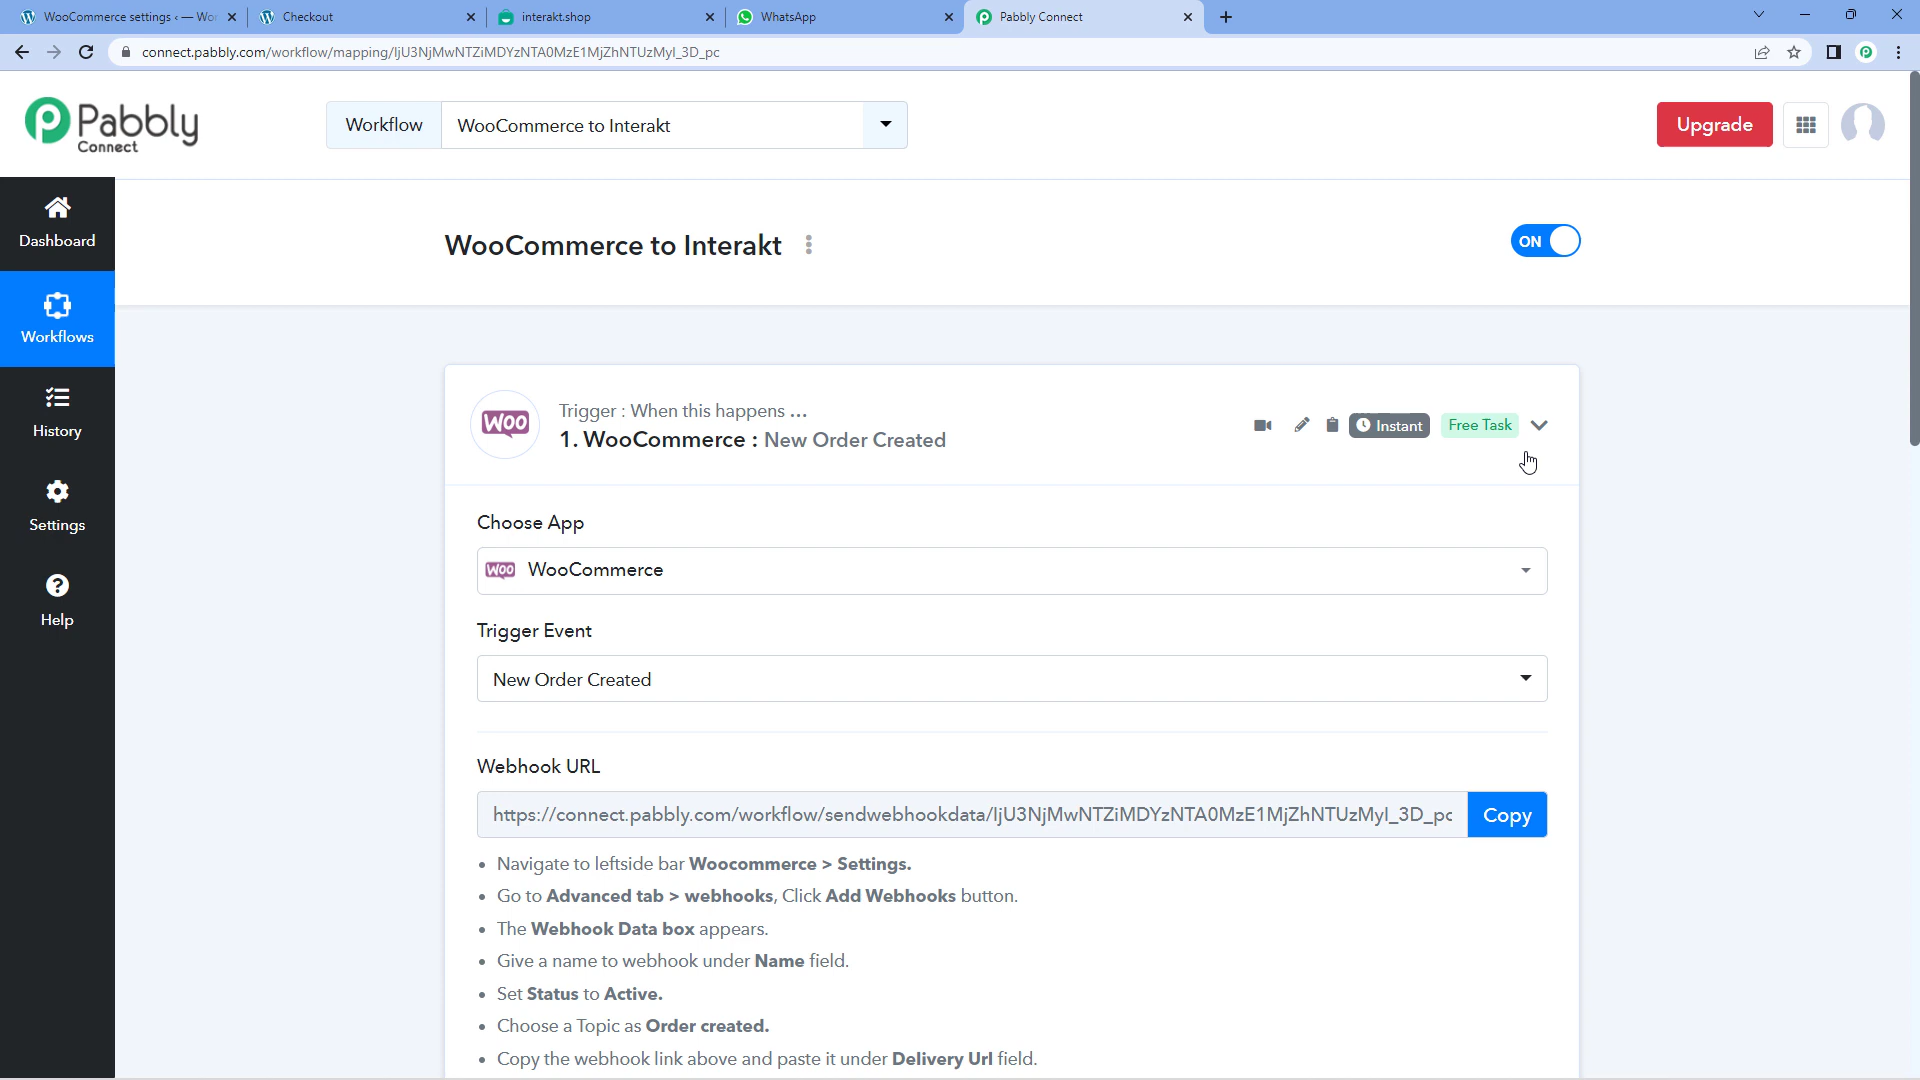 WooCommerce settings ‹ — Wor
Checkout
interakt.shop
WhatsApp
Pabbly Connect
connect.pabbly.com/workflow/mapping/IjU3NjMwNTZiMDYzNTA0MzE1MjZhNTUzMyI_3D_pc
Pabbly
Connect
Workflow
WooCommerce to Interakt
Upgrade
Dashboard
Workflows
History
Settings
Help
WooCommerce to Interakt
ON
WOO
Trigger : When this happens ...
1. WooCommerce : New Order Created
Instant
Free Task
Choose App
WOO WooCommerce
Trigger Event
New Order Created
Webhook URL
https://connect.pabbly.com/workflow/sendwebhookdata/IjU3NjMwNTZiMDYzNTA0MzE1MjZhNTUzMyI_3D_pc
Copy
• Navigate to leftside bar Woocommerce > Settings.
• Go to Advanced tab > webhooks, Click Add Webhooks button.
• The Webhook Data box appears.
• Give a name to webhook under Name field.
• Set Status to Active.
• Choose a Topic as Order created.
• Copy the webhook link above and paste it under Delivery Url field.